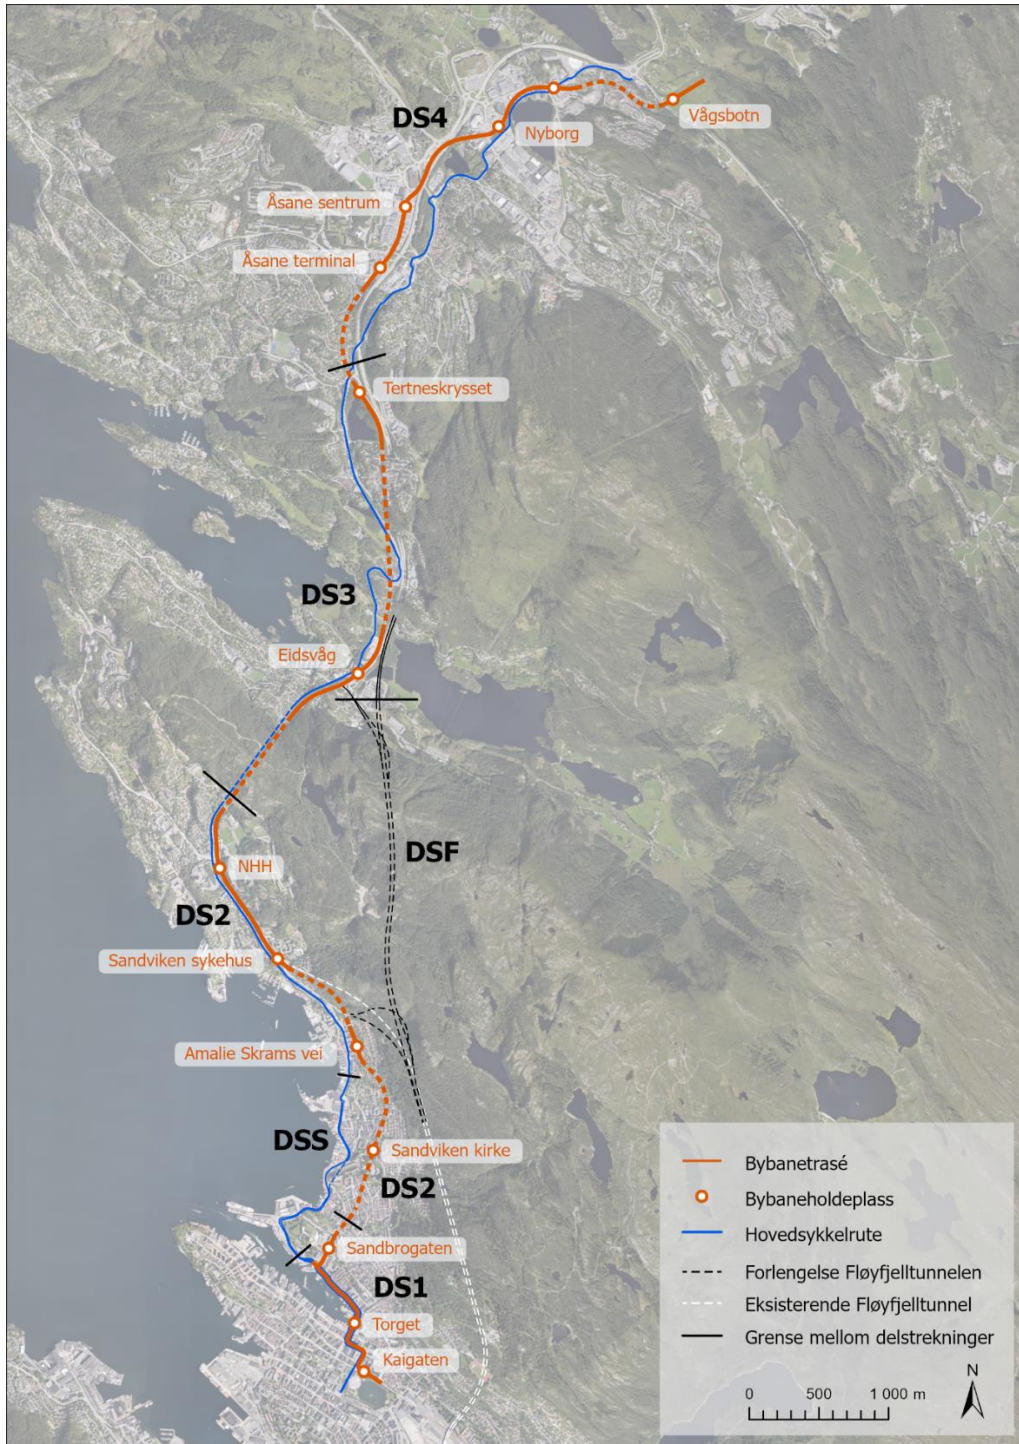 DS4
Vågsbotn
Nyborg
Åsane sentrum
Åsane terminal
Tertneskrysset
DS3
Eidsvåg
DSF
NHH
DS2
Sandviken sykehus
Amalie Skrams vei
DSS
Sandviken kirke
DS2
Sandbrogaten
DS1
Torget
Kaigaten
Bybanetrasé
Bybaneholdeplass
Hovedsykkelrute
Forlengelse Fløyfjelltunnelen
Eksisterende Fløyfjelltunnel
Grense mellom delstrekninger
N
0 500 1 000 m